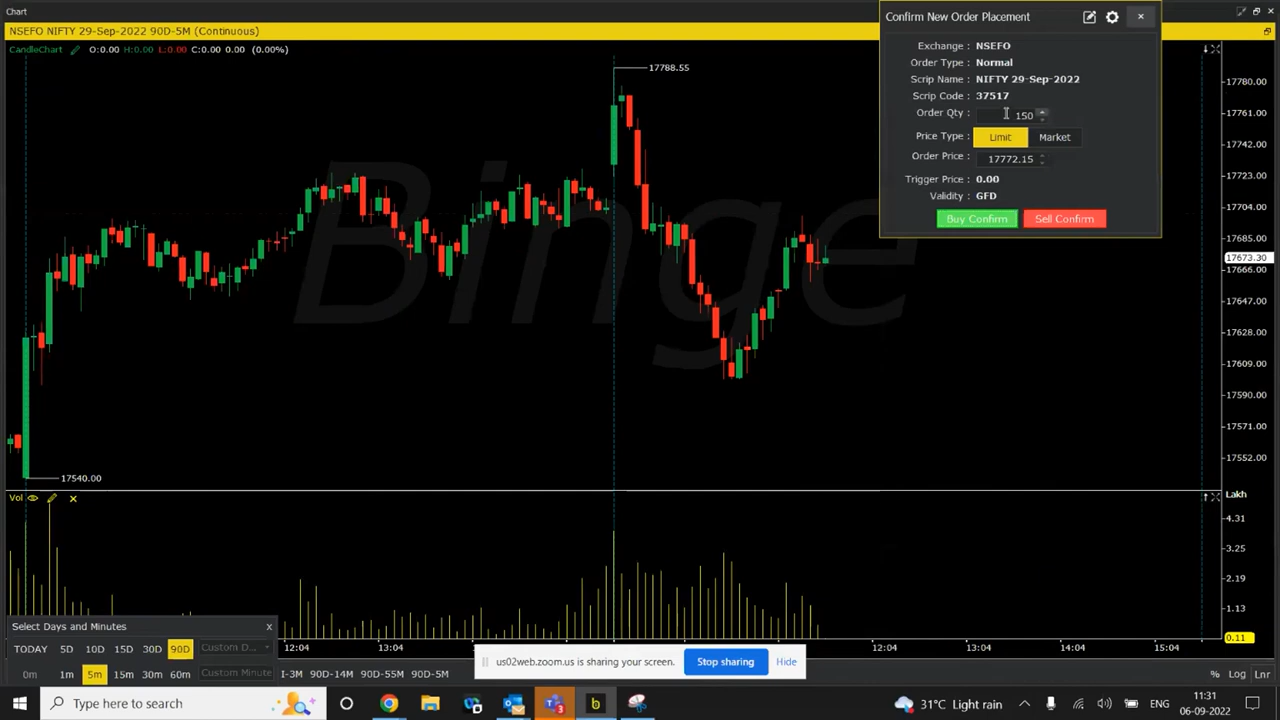 Chart
NSEFO NIFTY 29-Sep-2022 90D-5M (Continuous)
CandleChart O:0.00 H:0.00 L:0.00 C:0.00 0.00 (0.00%)
Confirm New Order Placement
Exchange : NSEFO
Order Type : Normal
Scrip Name : NIFTY 29-Sep-2022
Scrip Code : 37517
Order Qty : 150
Price Type : Limit Market
Order Price : 17772.15
Trigger Price : 0.00
Validity : GFD
Buy Confirm Sell Confirm
17788.55
17540.00
Binge
17780.00
17761.00
17742.00
17723.00
17704.00
17685.00
17673.30
17666.00
17647.00
17628.00
17609.00
17590.00
17571.00
17552.00
Vol
Lakh
4.31
3.25
2.19
1.13
0.11
Select Days and Minutes
TODAY 5D 10D 15D 30D 90D Custom D...
0m 1m 5m 15m 30m 60m Custom Minute
12:04 13:04 12:04 13:04 14:04 15:04
I-3M 90D-14M 90D-55M 90D-5M
us02web.zoom.us is sharing your screen. Stop sharing Hide
% Log Lnr
Type here to search
31°C Light rain
ENG
11:31
06-09-2022